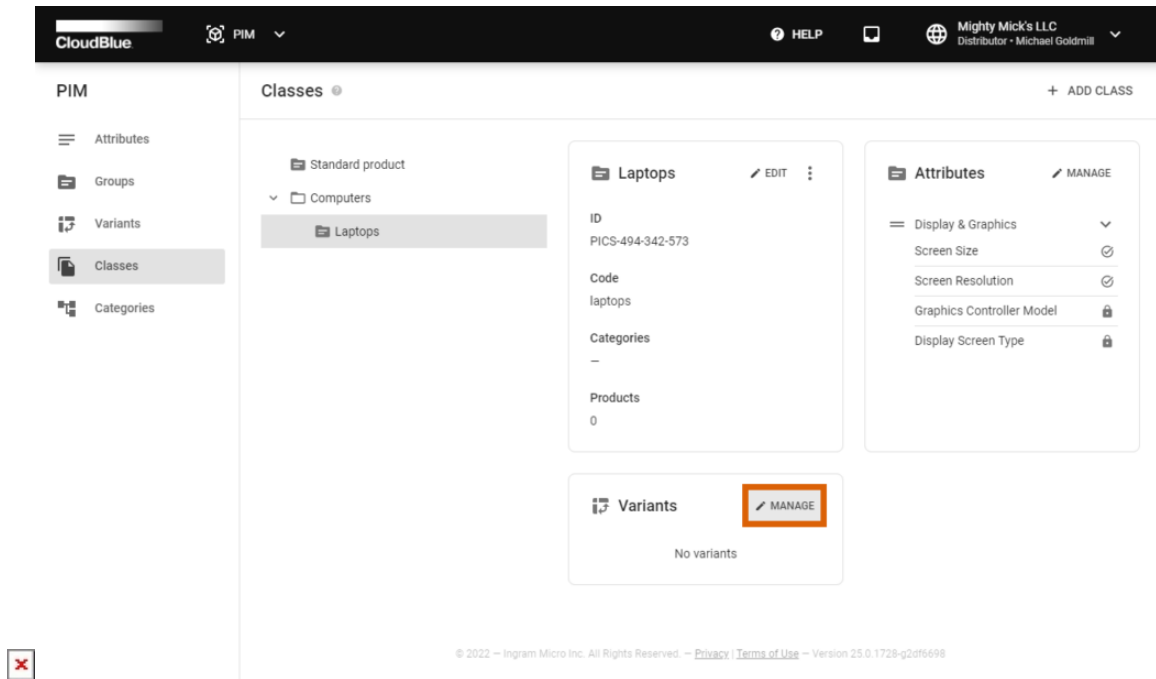 CloudBlue
PIM
HELP
Mighty Mick's LLC
Distributor • Michael Goldmill
PIM
Attributes
Groups
Variants
Classes
Categories
Classes
+ ADD CLASS
Standard product
Computers
Laptops
Laptops
EDIT
ID
PICS-494-342-573
Code
laptops
Categories
—
Products
0
Attributes
MANAGE
Display & Graphics
Screen Size
Screen Resolution
Graphics Controller Model
Display Screen Type
Variants
MANAGE
No variants
© 2022 — Ingram Micro Inc. All Rights Reserved. — Privacy | Terms of Use — Version 25.0.1728-g2df6698